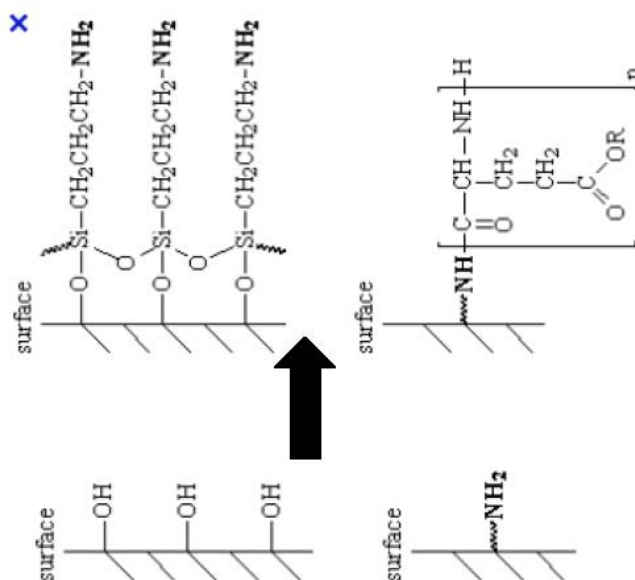 surface
OH
OH
OH
surface
O-Si-CH₂CH₂CH₂-NH₂
O
O-Si-CH₂CH₂CH₂-NH₂
O
O-Si-CH₂CH₂CH₂-NH₂
surface
NH₂
surface
NH-C-CH-NH-H
O CH₂
CH₂
C
O OR
n